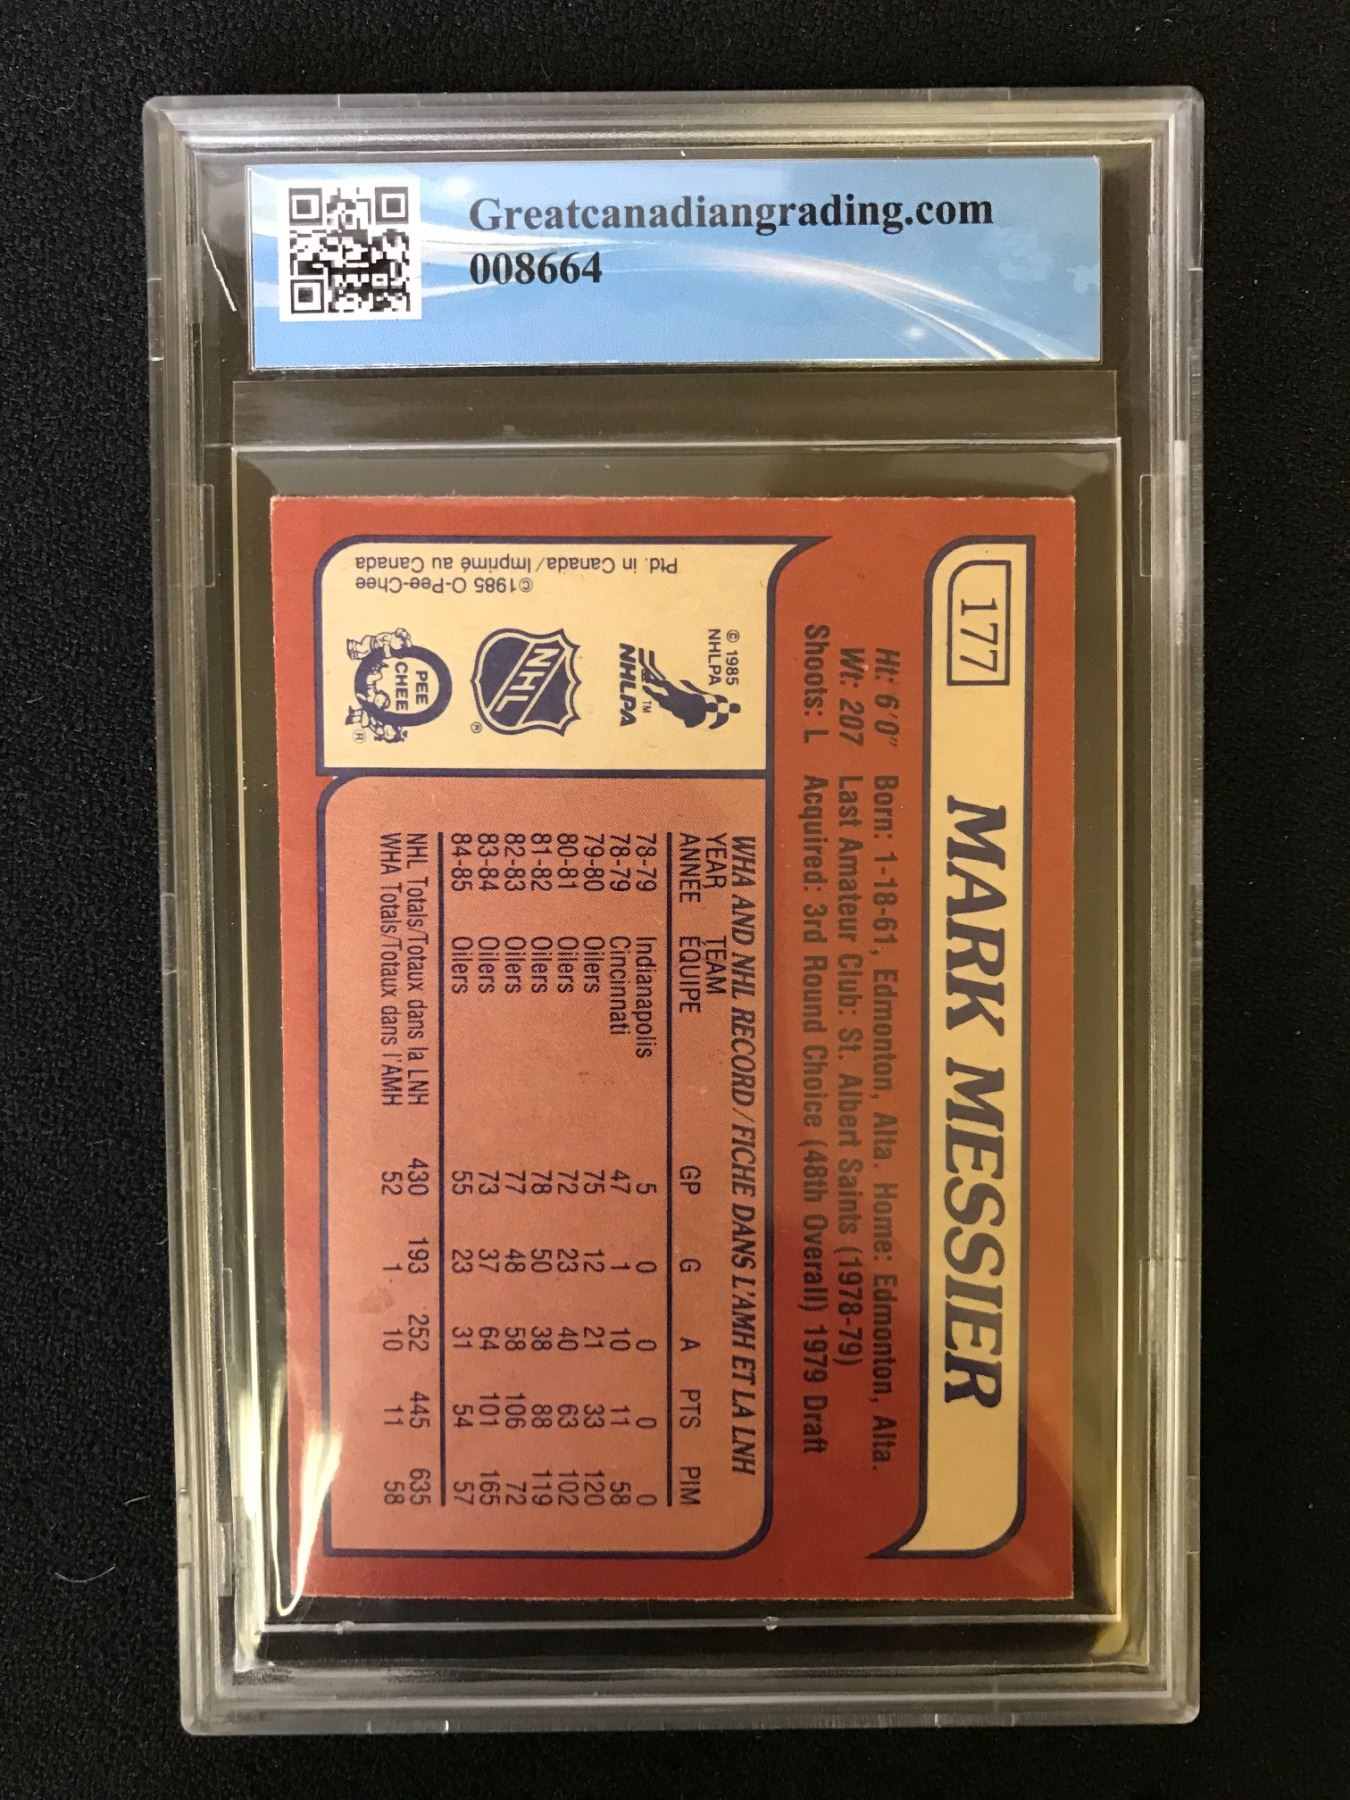 Greatcanadiangrading.com
008664
177
MARK MESSIER
Ht: 6'0" Born: 1-18-61, Edmonton, Alta. Home: Edmonton, Alta.
Wt: 207 Last Amateur Club: St. Albert Saints (1978-79)
Shoots: L Acquired: 3rd Round Choice (48th Overall) 1979 Draft
© 1985
NHLPA
NHLPA™
NHL®
PEE
CHEE®
©1985 O-Pee-Chee
Ptd. in Canada/Imprimé au Canada
WHA AND NHL RECORD/FICHE DANS L'AMH ET LA LNH
YEAR TEAM
ANNEE ÉQUIPE GP G A PTS PIM
78-79 Indianapolis 5 0 0 0 0
78-79 Cincinnati 47 1 10 11 58
79-80 Oilers 75 12 21 33 120
80-81 Oilers 72 23 40 63 102
81-82 Oilers 78 50 38 88 119
82-83 Oilers 77 48 58 106 72
83-84 Oilers 73 37 64 101 165
84-85 Oilers 55 23 31 54 57
NHL Totals/Totaux dans la LNH 430 193 252 445 635
WHA Totals/Totaux dans l'AMH 52 1 10 11 58